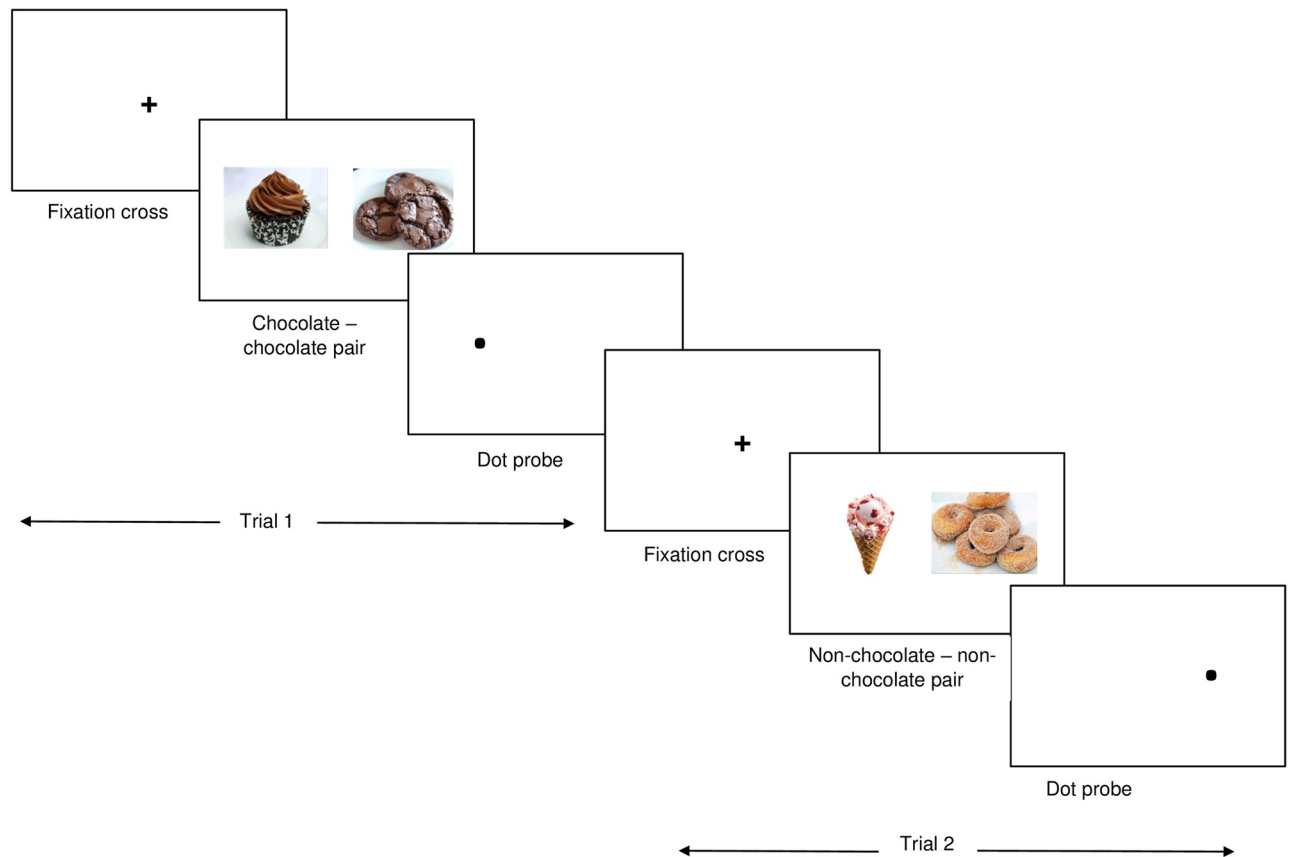 Fixation cross
Chocolate –
chocolate pair
Dot probe
Trial 1
Fixation cross
Non-chocolate – non-
chocolate pair
Dot probe
Trial 2